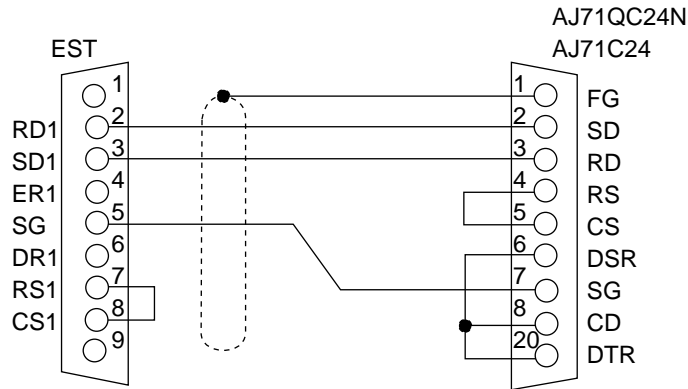 AJ71QC24N
EST AJ71C24
1 1 FG
RD1 2 2 SD
SD1 3 3 RD
ER1 4 4 RS
SG 5 5 CS
DR1 6 6 DSR
RS1 7 7 SG
CS1 8 8 CD
9 20 DTR